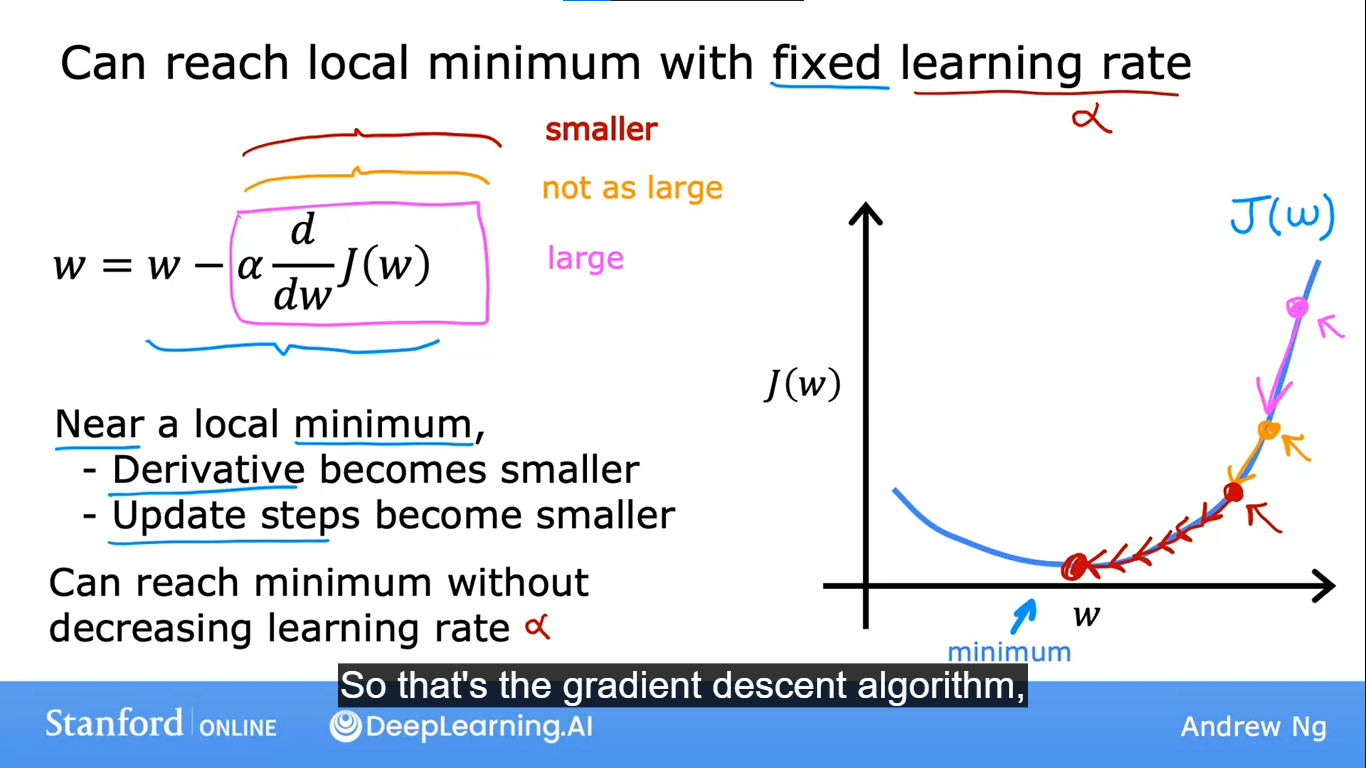 Can reach local minimum with fixed learning rate
α
smaller
not as large
large
w = w − α d/dw J(w)
J(w)
J(w)
Near a local minimum,
- Derivative becomes smaller
- Update steps become smaller
Can reach minimum without
decreasing learning rate α
w
minimum
So that's the gradient descent algorithm,
Stanford ONLINE
DeepLearning.AI
Andrew Ng